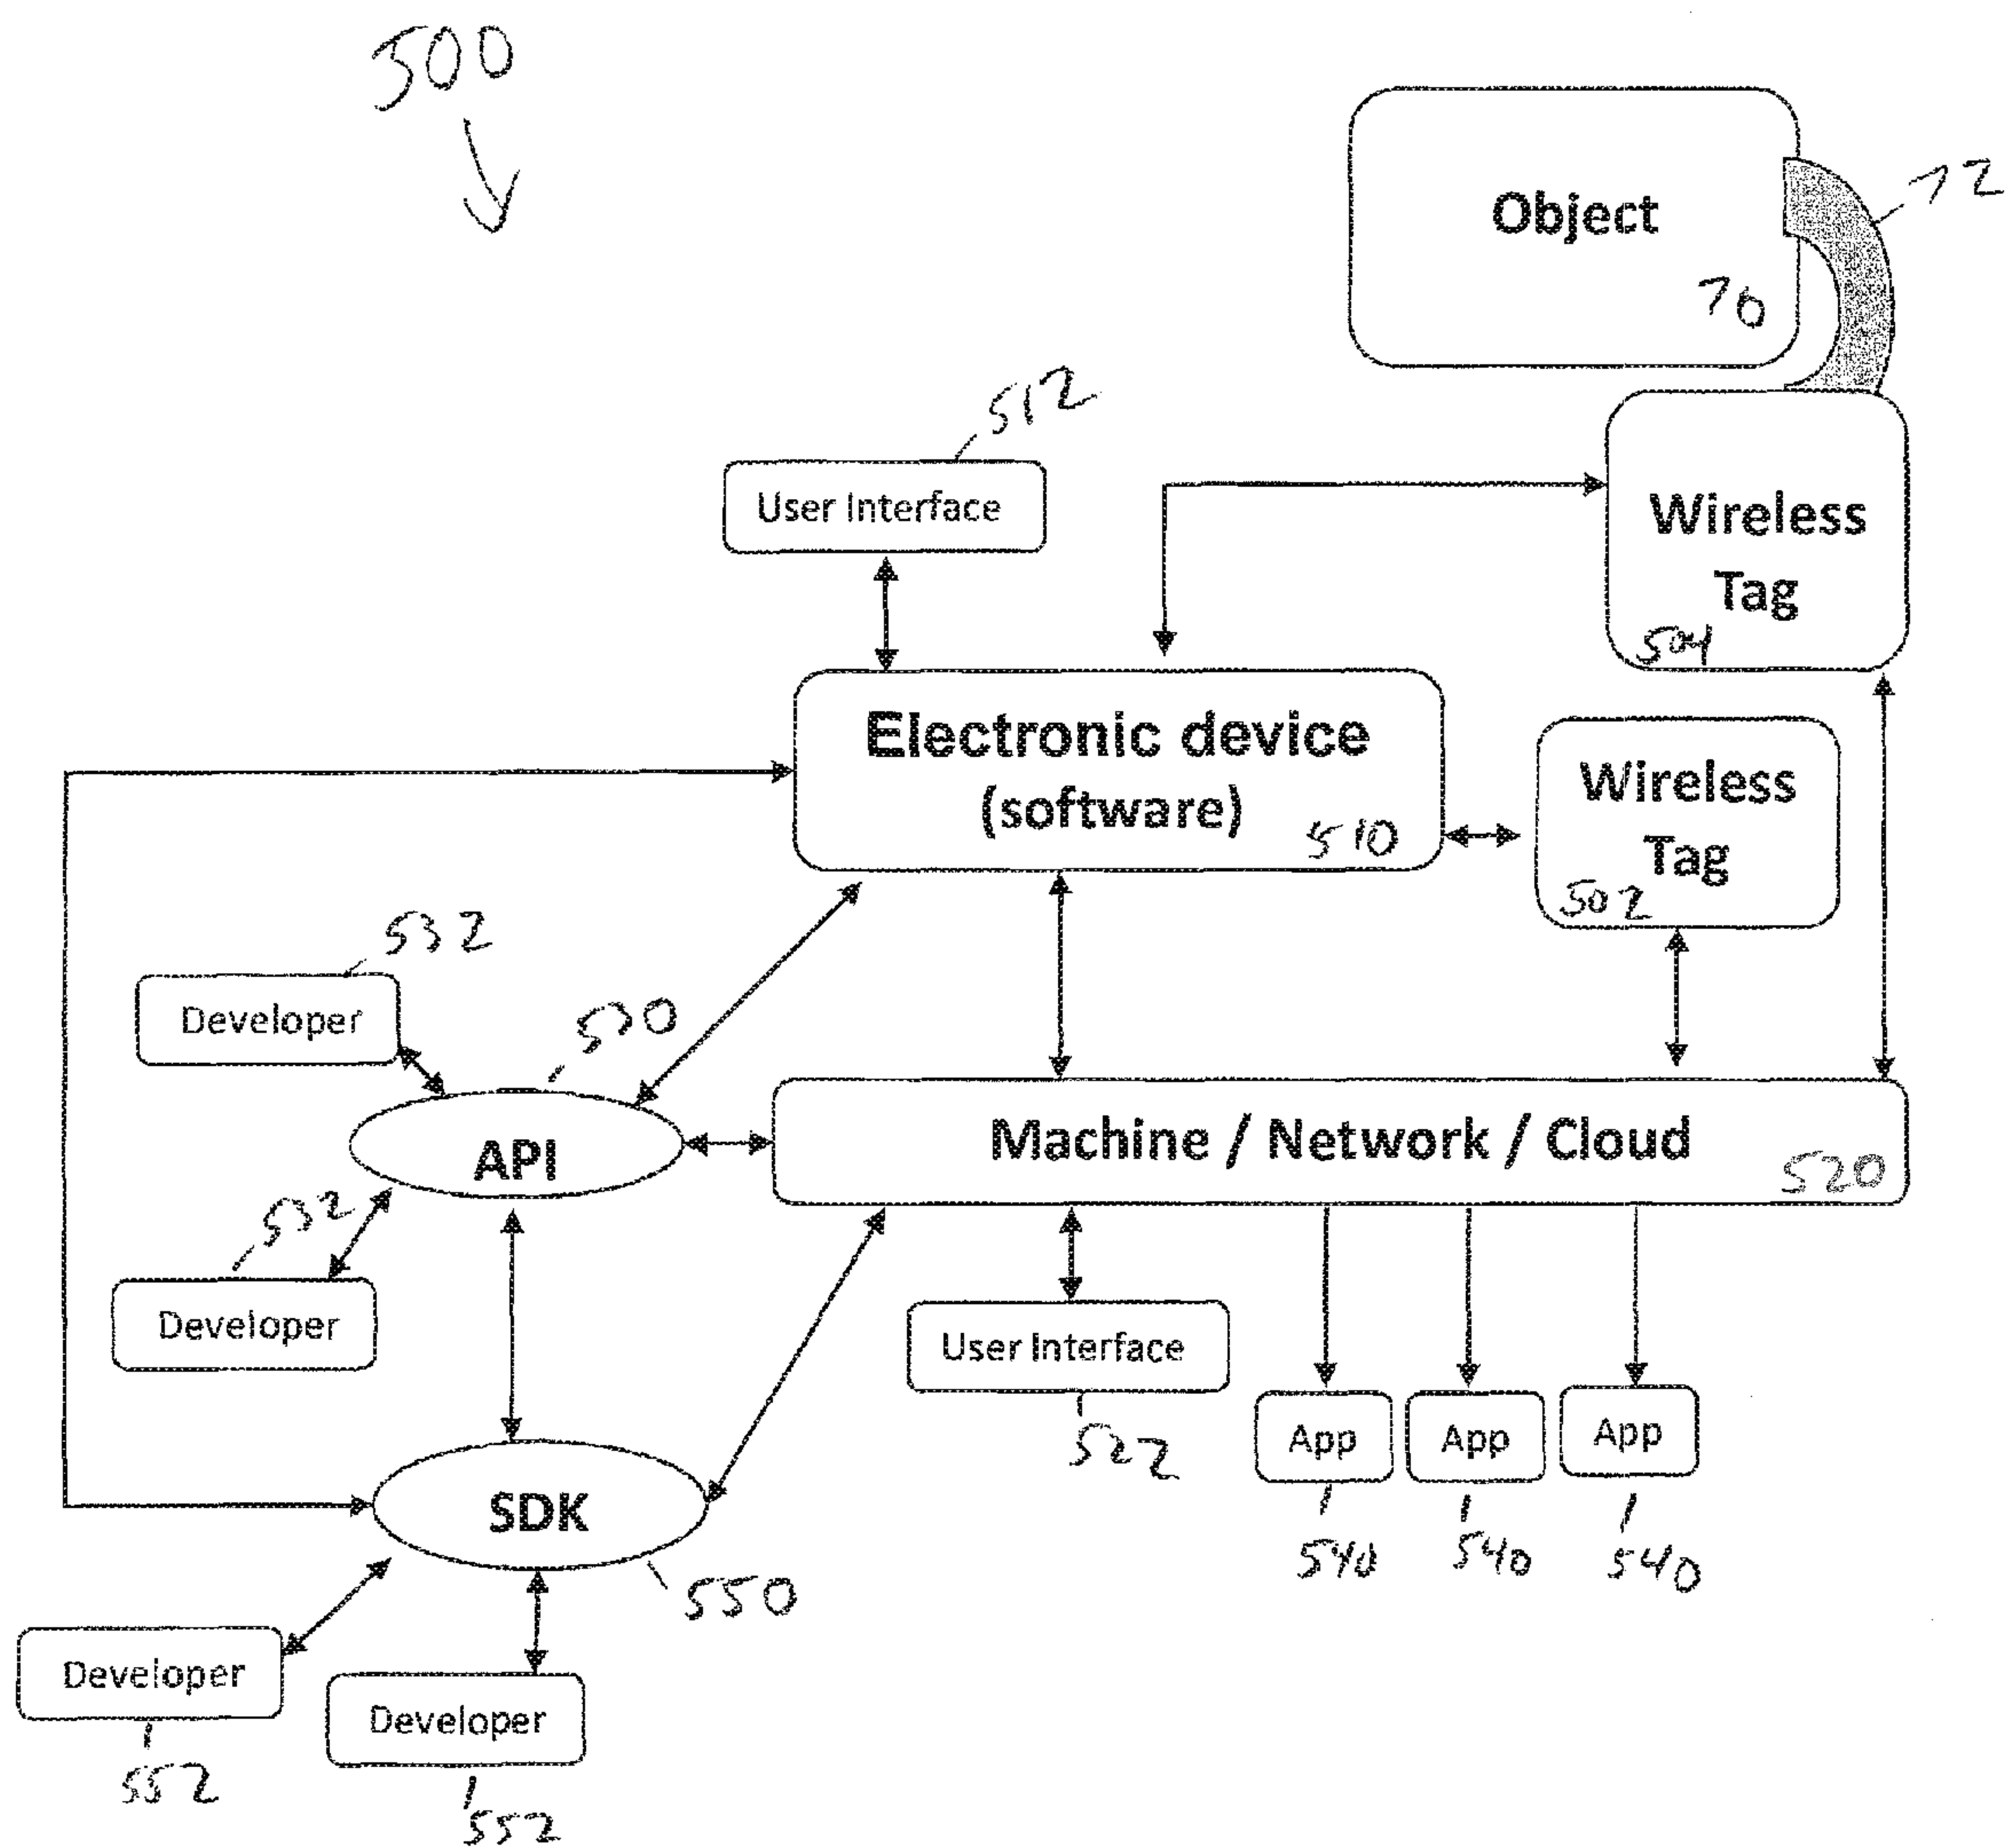 500
Object
70
72
512
User Interface
Wireless
Tag
504
Electronic device
(software)
510
Wireless
Tag
502
532
Developer
530
API
Machine / Network / Cloud
520
532
Developer
User Interface
522
App
App
App
540
540
540
SDK
550
Developer
552
Developer
552